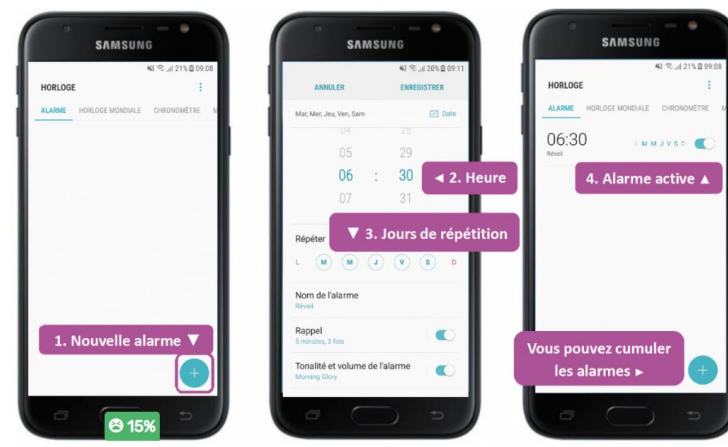 SAMSUNG
21% 09:08
HORLOGE
ALARME HORLOGE MONDIALE CHRONOMÈTRE M
1. Nouvelle alarme ▼
+
15%
SAMSUNG
20% 09:11
ANNULER ENREGISTRER
Mar, Mer, Jeu, Ven, Sam Date
04 28
05 29
06 : 30
◄ 2. Heure
07 31
▼ 3. Jours de répétition
Répéter
L M M J V S D
Nom de l'alarme
Réveil
Rappel
5 minutes, 3 fois
Tonalité et volume de l'alarme
Morning Glory
SAMSUNG
21% 09:08
HORLOGE
ALARME HORLOGE MONDIALE CHRONOMÈTRE M
06:30 L M M J V S D
Réveil
4. Alarme active ▲
Vous pouvez cumuler
les alarmes ►
+